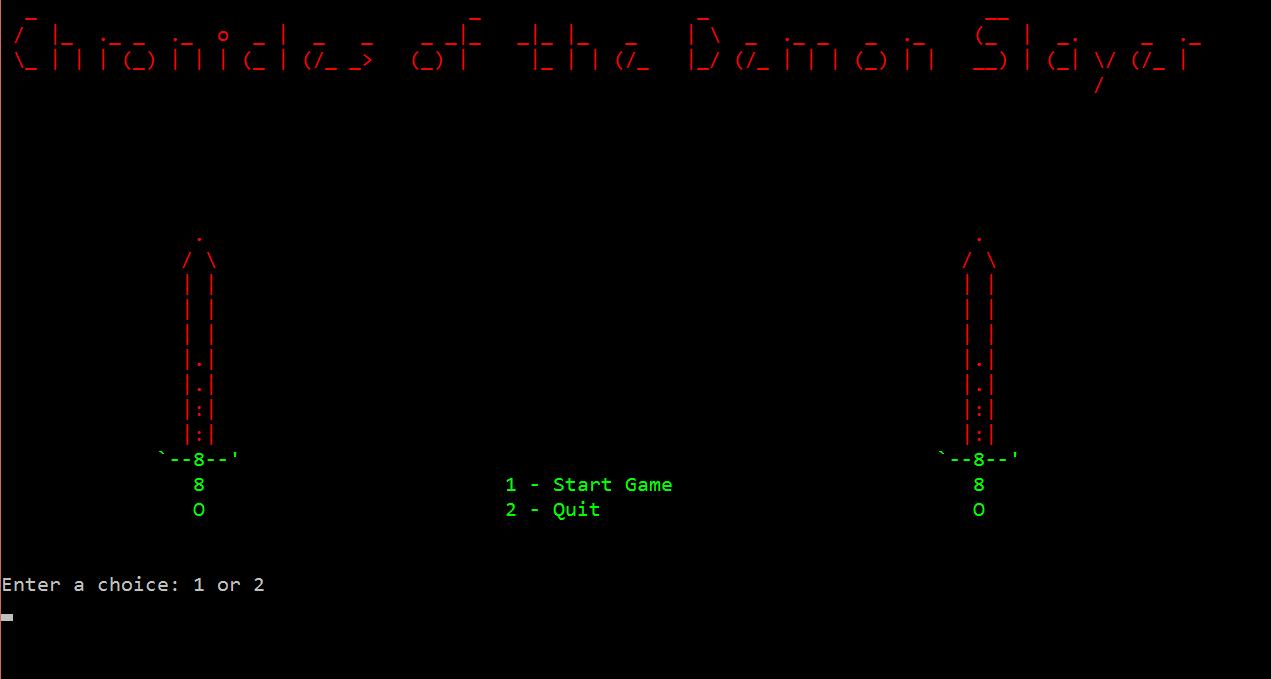 Chronicles of the Demon Slayer
1 - Start Game
2 - Quit
Enter a choice: 1 or 2